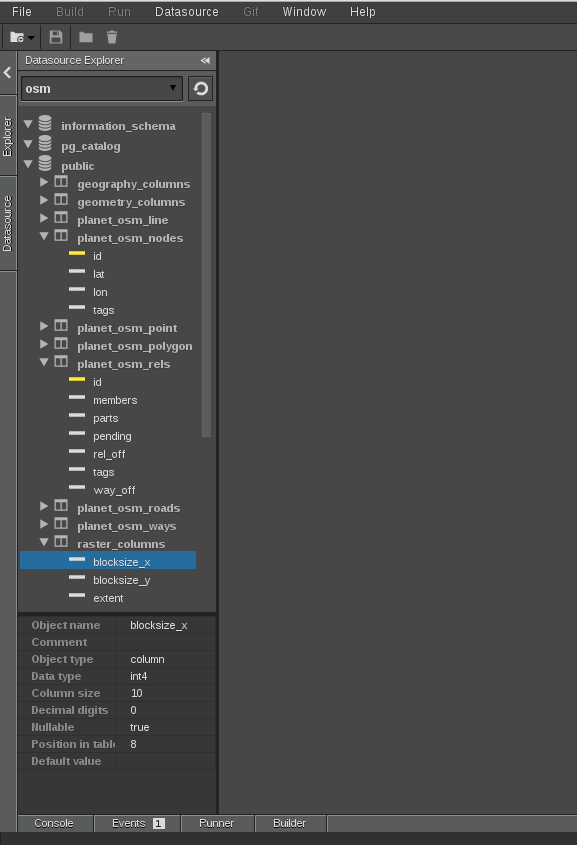 File Build Run Datasource Git Window Help
Datasource Explorer
osm
Explorer
Datasource
information_schema
pg_catalog
public
geography_columns
geometry_columns
planet_osm_line
planet_osm_nodes
id
lat
lon
tags
planet_osm_point
planet_osm_polygon
planet_osm_rels
id
members
parts
pending
rel_off
tags
way_off
planet_osm_roads
planet_osm_ways
raster_columns
blocksize_x
blocksize_y
extent
Object name blocksize_x
Comment
Object type column
Data type int4
Column size 10
Decimal digits 0
Nullable true
Position in tabl 8
Default value
Console Events 1 Runner Builder